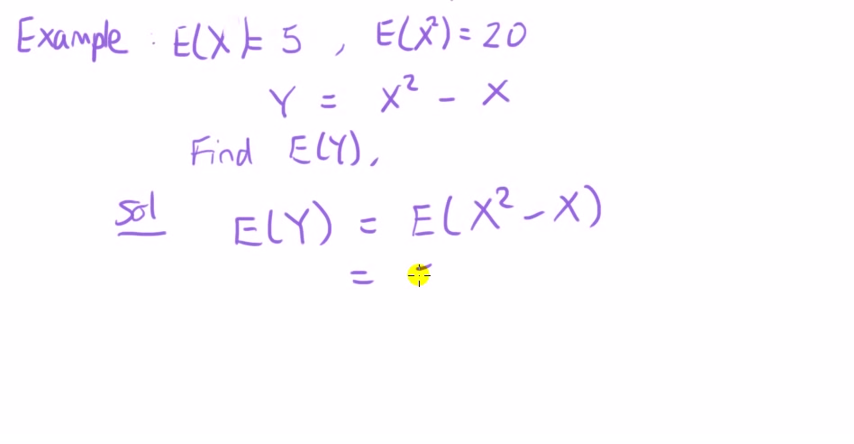 Example : E(X) = 5 , E(X²) = 20
Y = X² - X
Find E(Y),
Sol E(Y) = E(X² - X)
=